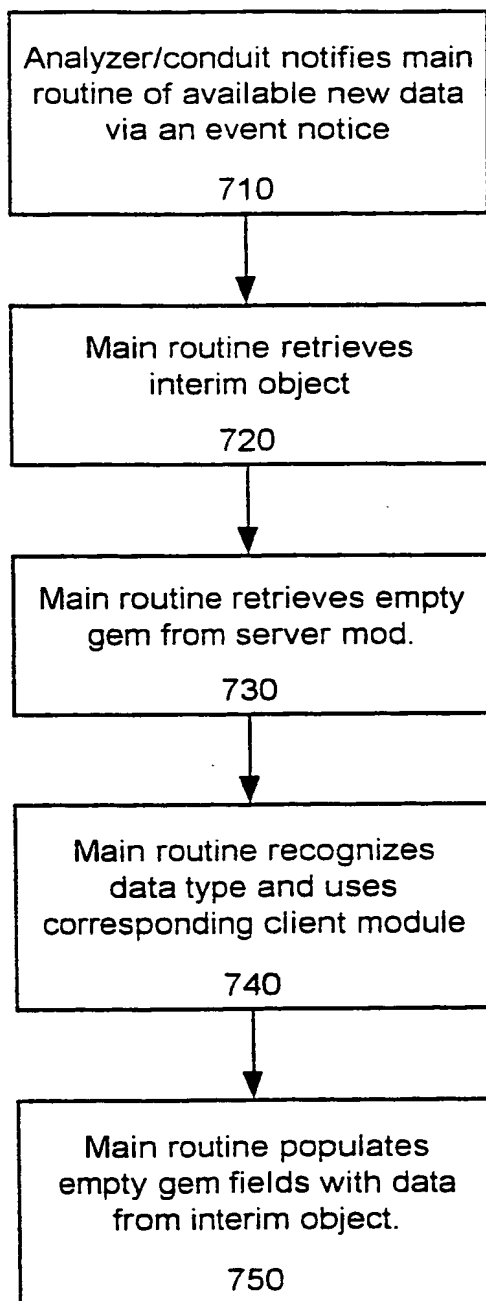 Analyzer/conduit notifies main
routine of available new data
via an event notice
710
Main routine retrieves
interim object
720
Main routine retrieves empty
gem from server mod.
730
Main routine recognizes
data type and uses
corresponding client module
740
Main routine populates
empty gem fields with data
from interim object.
750